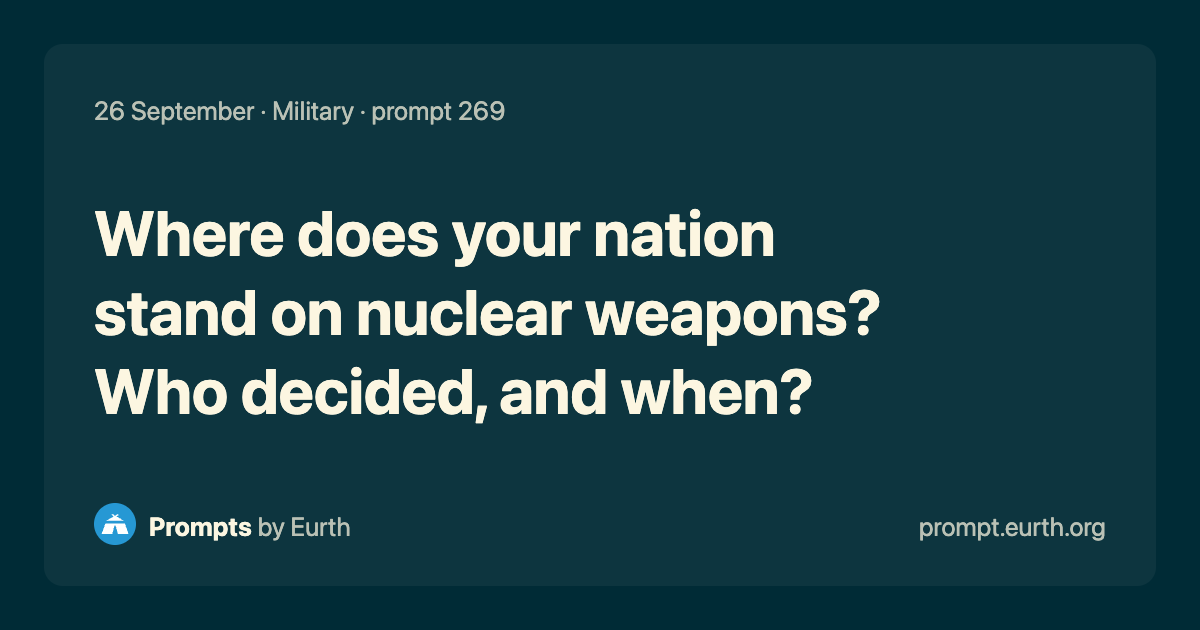 26 September · Military · prompt 269
Where does your nation
stand on nuclear weapons?
Who decided, and when?
Prompts by Eurth
prompt.eurth.org